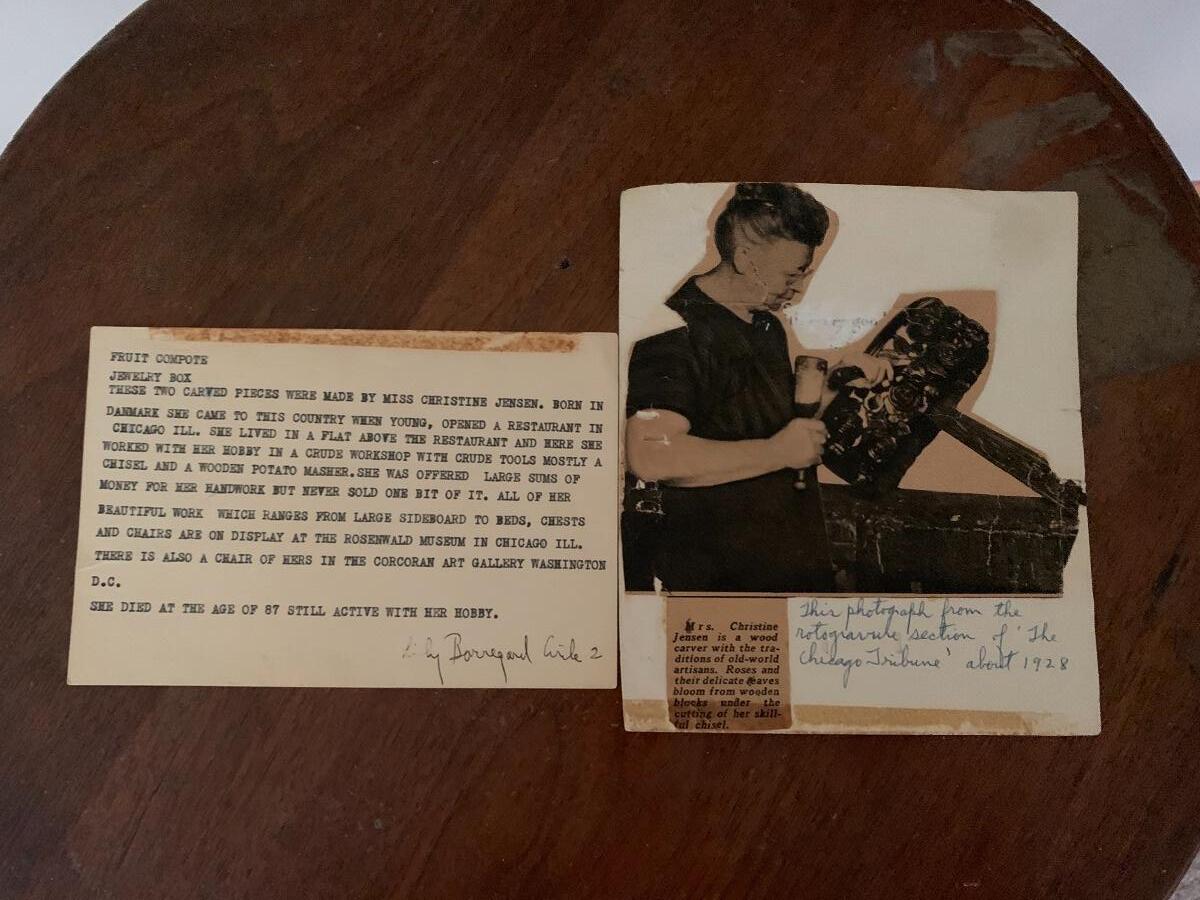 FRUIT COMPOTE
JEWELRY BOX
THESE TWO CARVED PIECES WERE MADE BY MISS CHRISTINE JENSEN. BORN IN
DANMARK SHE CAME TO THIS COUNTRY WHEN YOUNG, OPENED A RESTAURANT IN
CHICAGO ILL. SHE LIVED IN A FLAT ABOVE THE RESTAURANT AND HERE SHE
WORKED WITH HER HOBBY IN A CRUDE WORKSHOP WITH CRUDE TOOLS MOSTLY A
CHISEL AND A WOODEN POTATO MASHER.SHE WAS OFFERED LARGE SUMS OF
MONEY FOR HER HANDWORK BUT NEVER SOLD ONE BIT OF IT. ALL OF HER
BEAUTIFUL WORK WHICH RANGES FROM LARGE SIDEBOARD TO BEDS, CHESTS
AND CHAIRS ARE ON DISPLAY AT THE ROSENWALD MUSEUM IN CHICAGO ILL.
THERE IS ALSO A CHAIR OF HERS IN THE CORCORAN ART GALLERY WASHINGTON
D.C.
SHE DIED AT THE AGE OF 87 STILL ACTIVE WITH HER HOBBY.
Borregard Circle 2
Mrs. Christine
Jensen is a wood
carver with the tra-
ditions of old-world
artisans. Roses and
their delicate leaves
bloom from wooden
blocks under the
cutting of her skill-
ful chisel.
This photograph from the
rotogravure section of 'The
Chicago Tribune' about 1928